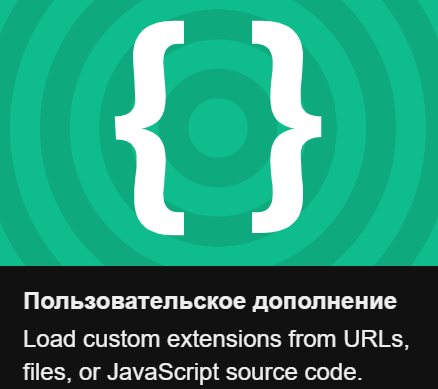 Пользовательское дополнение
Load custom extensions from URLs,
files, or JavaScript source code.